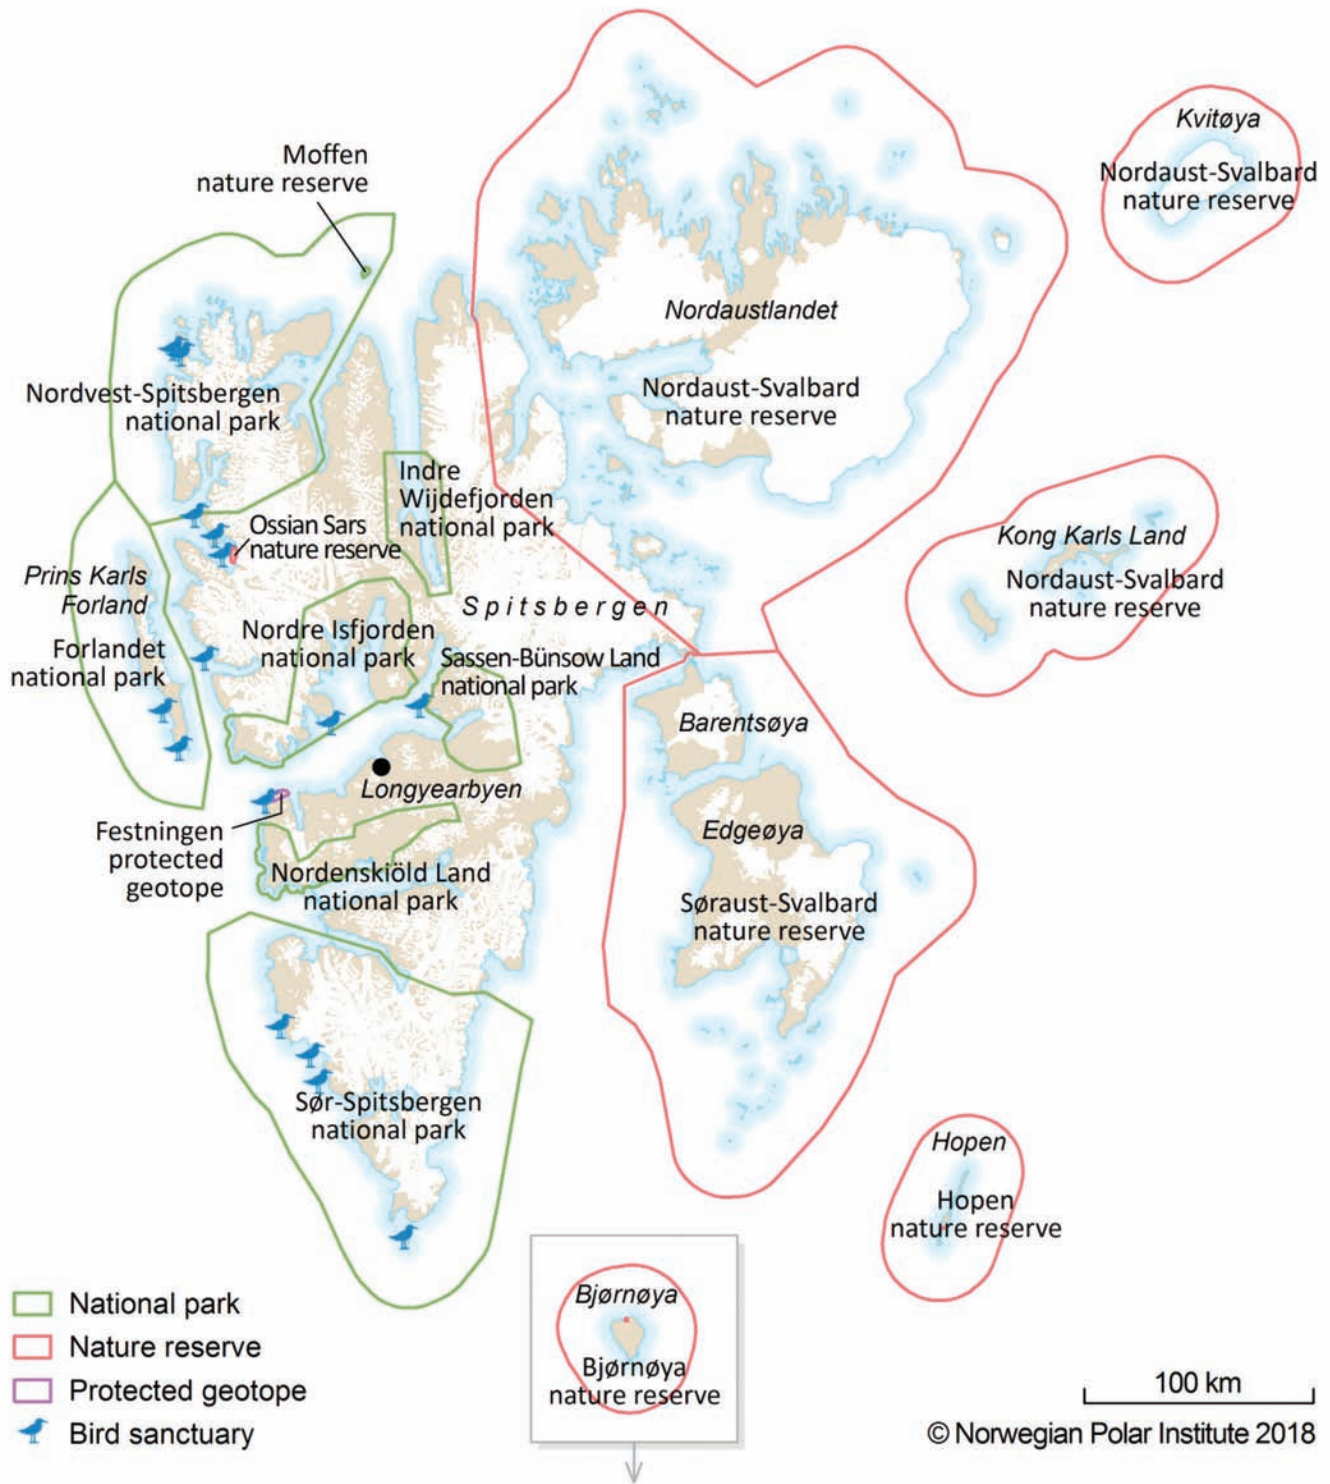 Kvitøya
Nordaust-Svalbard
nature reserve
Moffen
nature reserve
Nordaustlandet
Nordaust-Svalbard
nature reserve
Nordvest-Spitsbergen
national park
Indre
Wijdefjorden
national park
Ossian Sars
nature reserve
Kong Karls Land
Nordaust-Svalbard
nature reserve
Prins Karls
Forland
Forlandet
national park
Spitsbergen
Nordre Isfjorden
national park
Sassen-Bünsow Land
national park
Barentsøya
Longyearbyen
Edgeøya
Festningen
protected
geotope
Nordenskiöld Land
national park
Søraust-Svalbard
nature reserve
Sør-Spitsbergen
national park
Hopen
Hopen
nature reserve
Bjørnøya
Bjørnøya
nature reserve
National park
Nature reserve
Protected geotope
Bird sanctuary
100 km
© Norwegian Polar Institute 2018